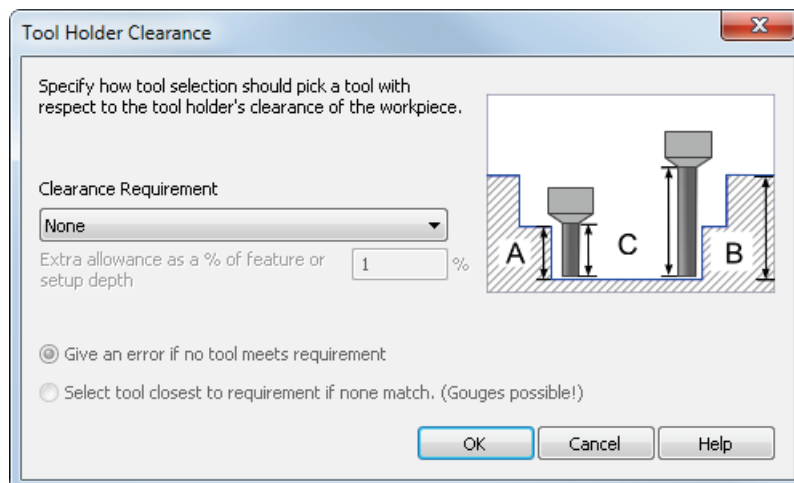 Tool Holder Clearance
Specify how tool selection should pick a tool with
respect to the tool holder's clearance of the workpiece.
Clearance Requirement
None
Extra allowance as a % of feature or
setup depth
1 %
A C B
Give an error if no tool meets requirement
Select tool closest to requirement if none match. (Gouges possible!)
OK Cancel Help